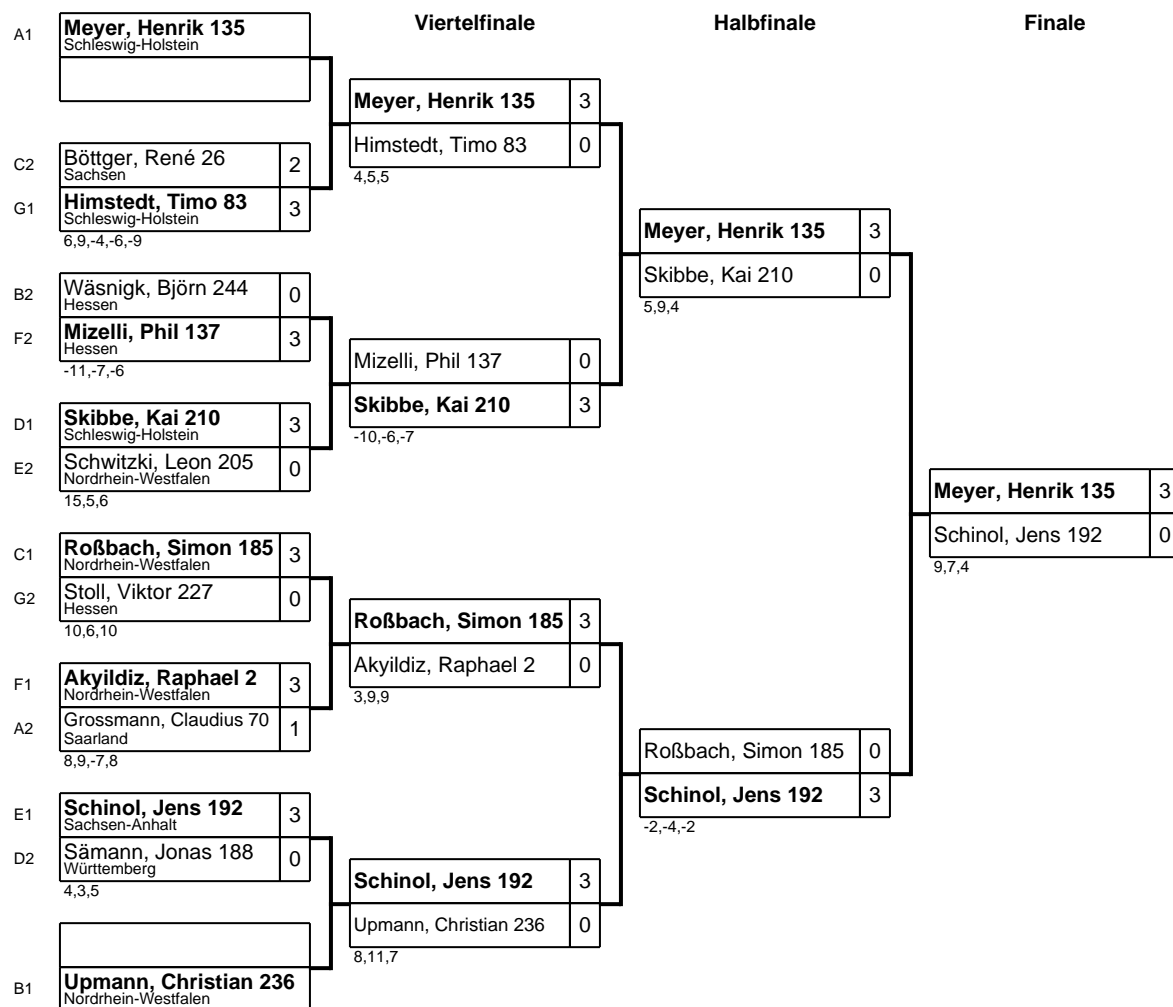 Viertelfinale
Halbfinale
Finale
A1
Meyer, Henrik 135
Schleswig-Holstein
C2
Böttger, René 26
Sachsen
2
G1
Himstedt, Timo 83
Schleswig-Holstein
3
6,9,-4,-6,-9
B2
Wäsnigk, Björn 244
Hessen
0
F2
Mizelli, Phil 137
Hessen
3
-11,-7,-6
D1
Skibbe, Kai 210
Schleswig-Holstein
3
E2
Schwitzki, Leon 205
Nordrhein-Westfalen
0
15,5,6
C1
Roßbach, Simon 185
Nordrhein-Westfalen
3
G2
Stoll, Viktor 227
Hessen
0
10,6,10
F1
Akyildiz, Raphael 2
Nordrhein-Westfalen
3
A2
Grossmann, Claudius 70
Saarland
1
8,9,-7,8
E1
Schinol, Jens 192
Sachsen-Anhalt
3
D2
Sämann, Jonas 188
Württemberg
0
4,3,5
B1
Upmann, Christian 236
Nordrhein-Westfalen
Meyer, Henrik 135 3
Himstedt, Timo 83 0
4,5,5
Mizelli, Phil 137 0
Skibbe, Kai 210 3
-10,-6,-7
Roßbach, Simon 185 3
Akyildiz, Raphael 2 0
3,9,9
Schinol, Jens 192 3
Upmann, Christian 236 0
8,11,7
Meyer, Henrik 135 3
Skibbe, Kai 210 0
5,9,4
Roßbach, Simon 185 0
Schinol, Jens 192 3
-2,-4,-2
Meyer, Henrik 135 3
Schinol, Jens 192 0
9,7,4